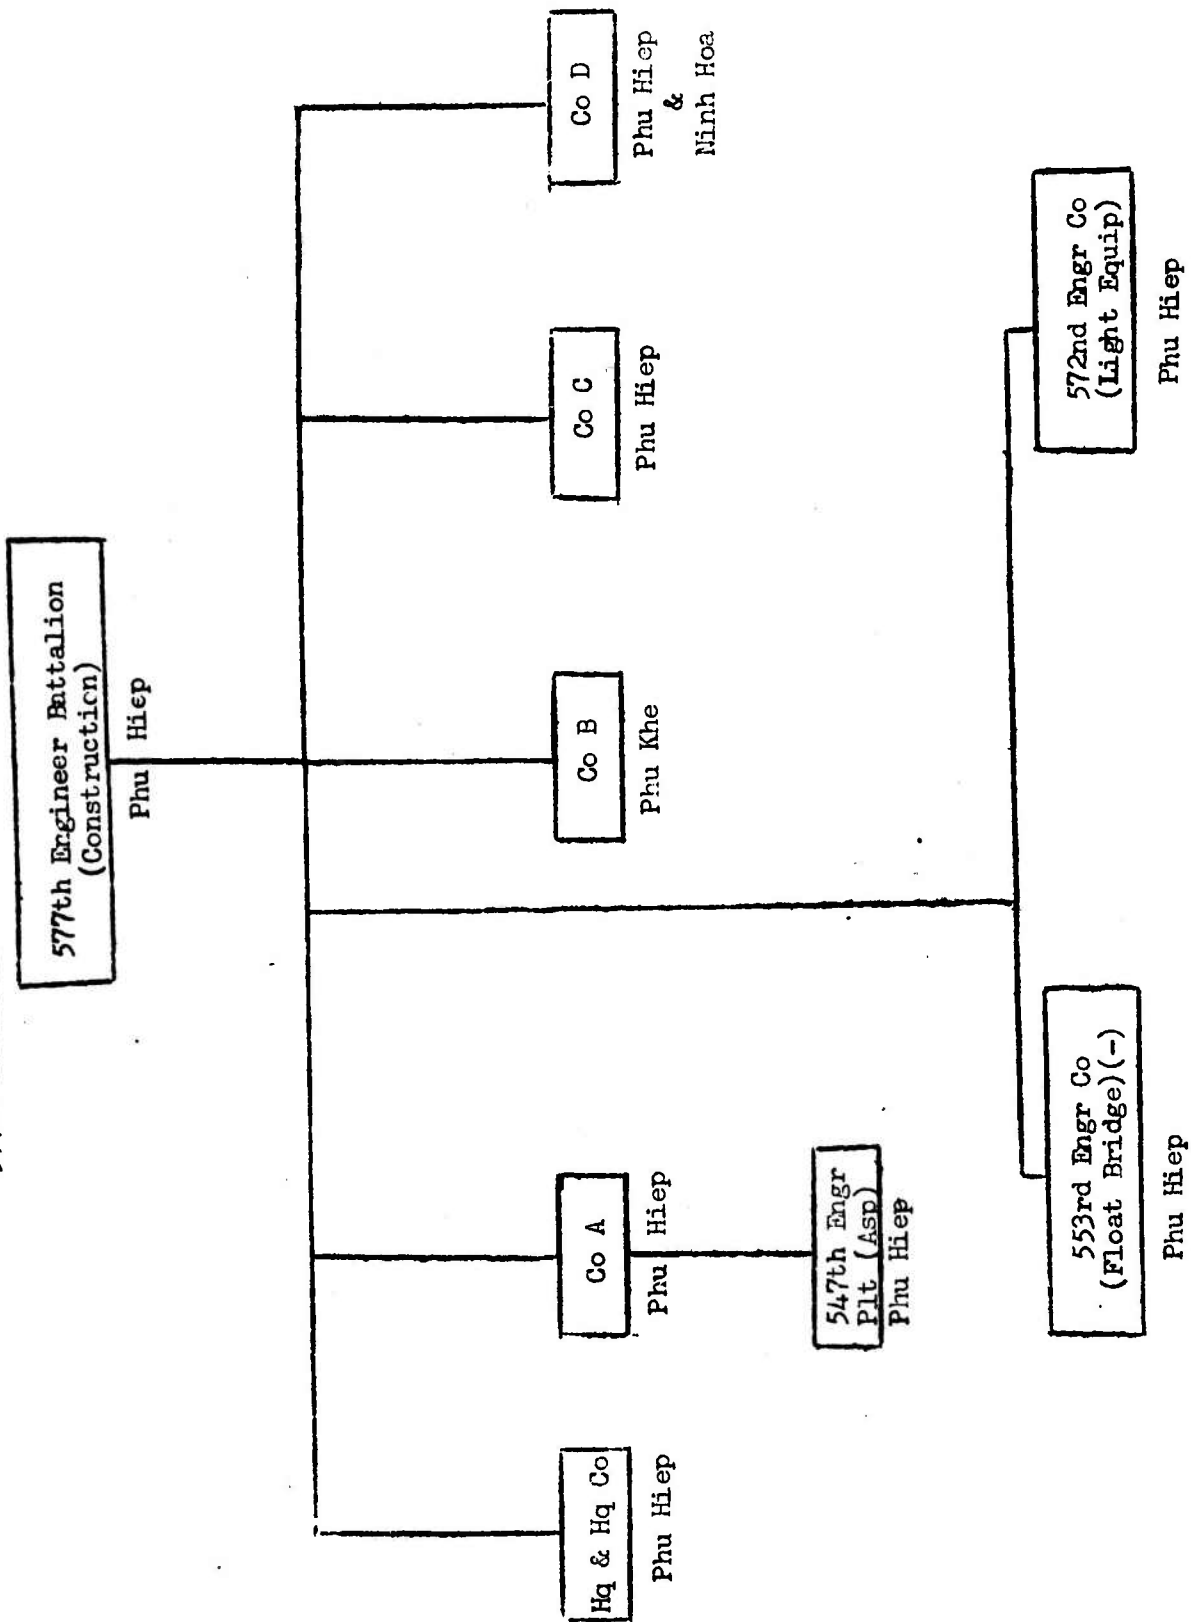 577th Engineer Battalion
(Construction)
Phu Hiep
Hq & Hq Co
Phu Hiep
Co A
Phu Hiep
547th Engr
Plt (Asp)
Phu Hiep
Co B
Phu Khe
Co C
Phu Hiep
Co D
Phu Hiep
&
Ninh Hoa
553rd Engr Co
(Float Bridge)(-)
Phu Hiep
572nd Engr Co
(Light Equip)
Phu Hiep